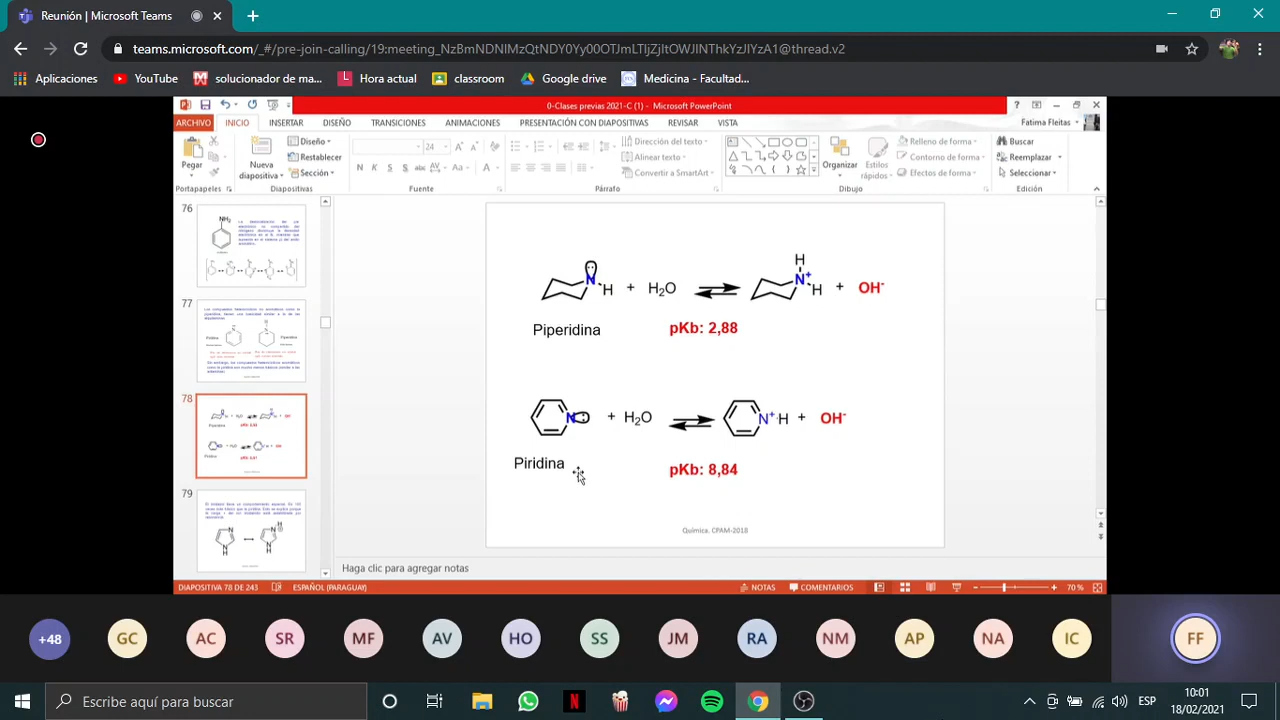 Reunión | Microsoft Teams
teams.microsoft.com/_#/pre-join-calling/19:meeting_NzBmNDNlMzQtNDY0Yy00OTJmLTljZjItOWJlNThkYzJlYzA1@thread.v2
Aplicaciones YouTube solucionador de ma... Hora actual classroom Google drive Medicina - Facultad...
0-Clases previas 2021-C (1) - Microsoft PowerPoint
ARCHIVO INICIO INSERTAR DISEÑO TRANSICIONES ANIMACIONES PRESENTACIÓN CON DIAPOSITIVAS REVISAR VISTA Fatima Fleitas
Pegar
Nueva diapositiva
Diseño
Restablecer
Sección
24
N K S S abc AV Aa A
Dirección del texto
Alinear texto
Convertir a SmartArt
Organizar
Estilos rápidos
Relleno de forma
Contorno de forma
Efectos de forma
Buscar
Reemplazar
Seleccionar
Portapapeles Diapositivas Fuente Párrafo Dibujo Edición
76
77
Piridina Piperidina
78
79
H
N H + H2O N+ H + OH-
Piperidina pKb: 2,88
N + H2O N+ H + OH-
Piridina pKb: 8,84
Química, CPAM-2018
Haga clic para agregar notas
DIAPOSITIVA 78 DE 243 ESPAÑOL (PARAGUAY) NOTAS COMENTARIOS 70 %
+48 GC AC SR MF AV HO SS JM RA NM AP NA IC FF
Escribe aquí para buscar
ESP
10:01
18/02/2021